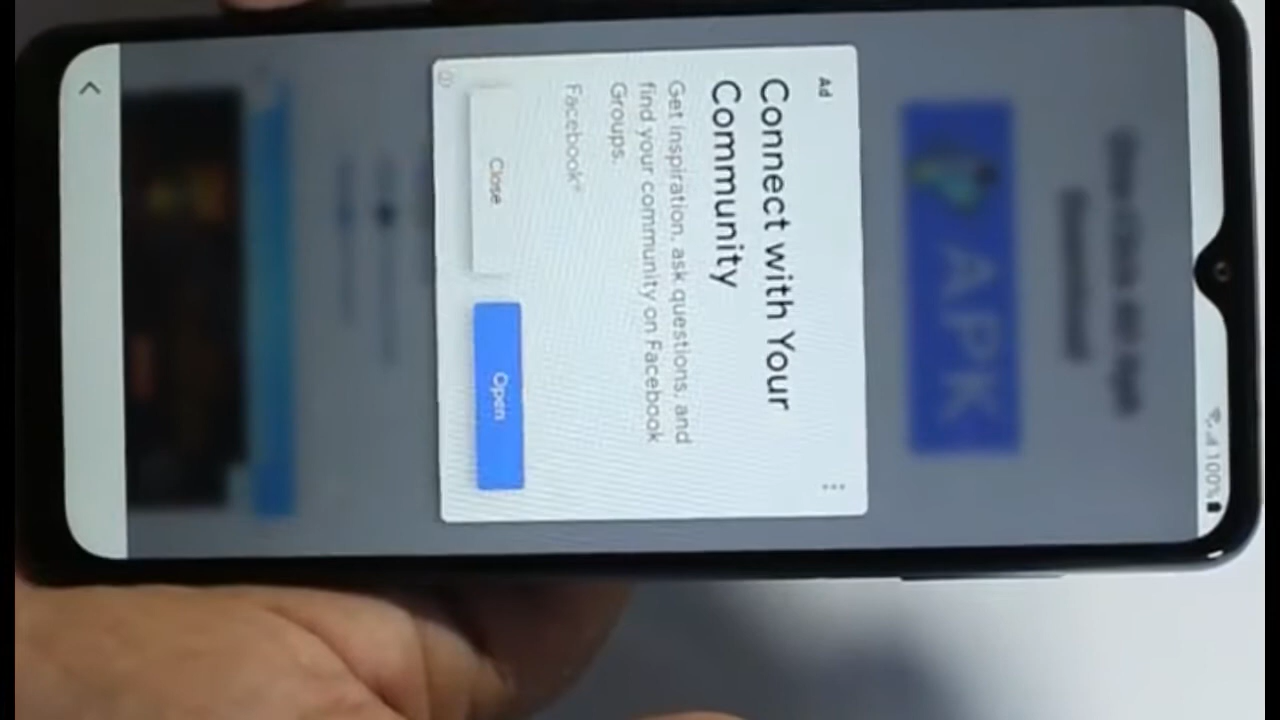 100%
APK
Ad
Connect with Your
Community
Get inspiration, ask questions, and
find your community on Facebook
Groups.
Facebook®
Close
Open